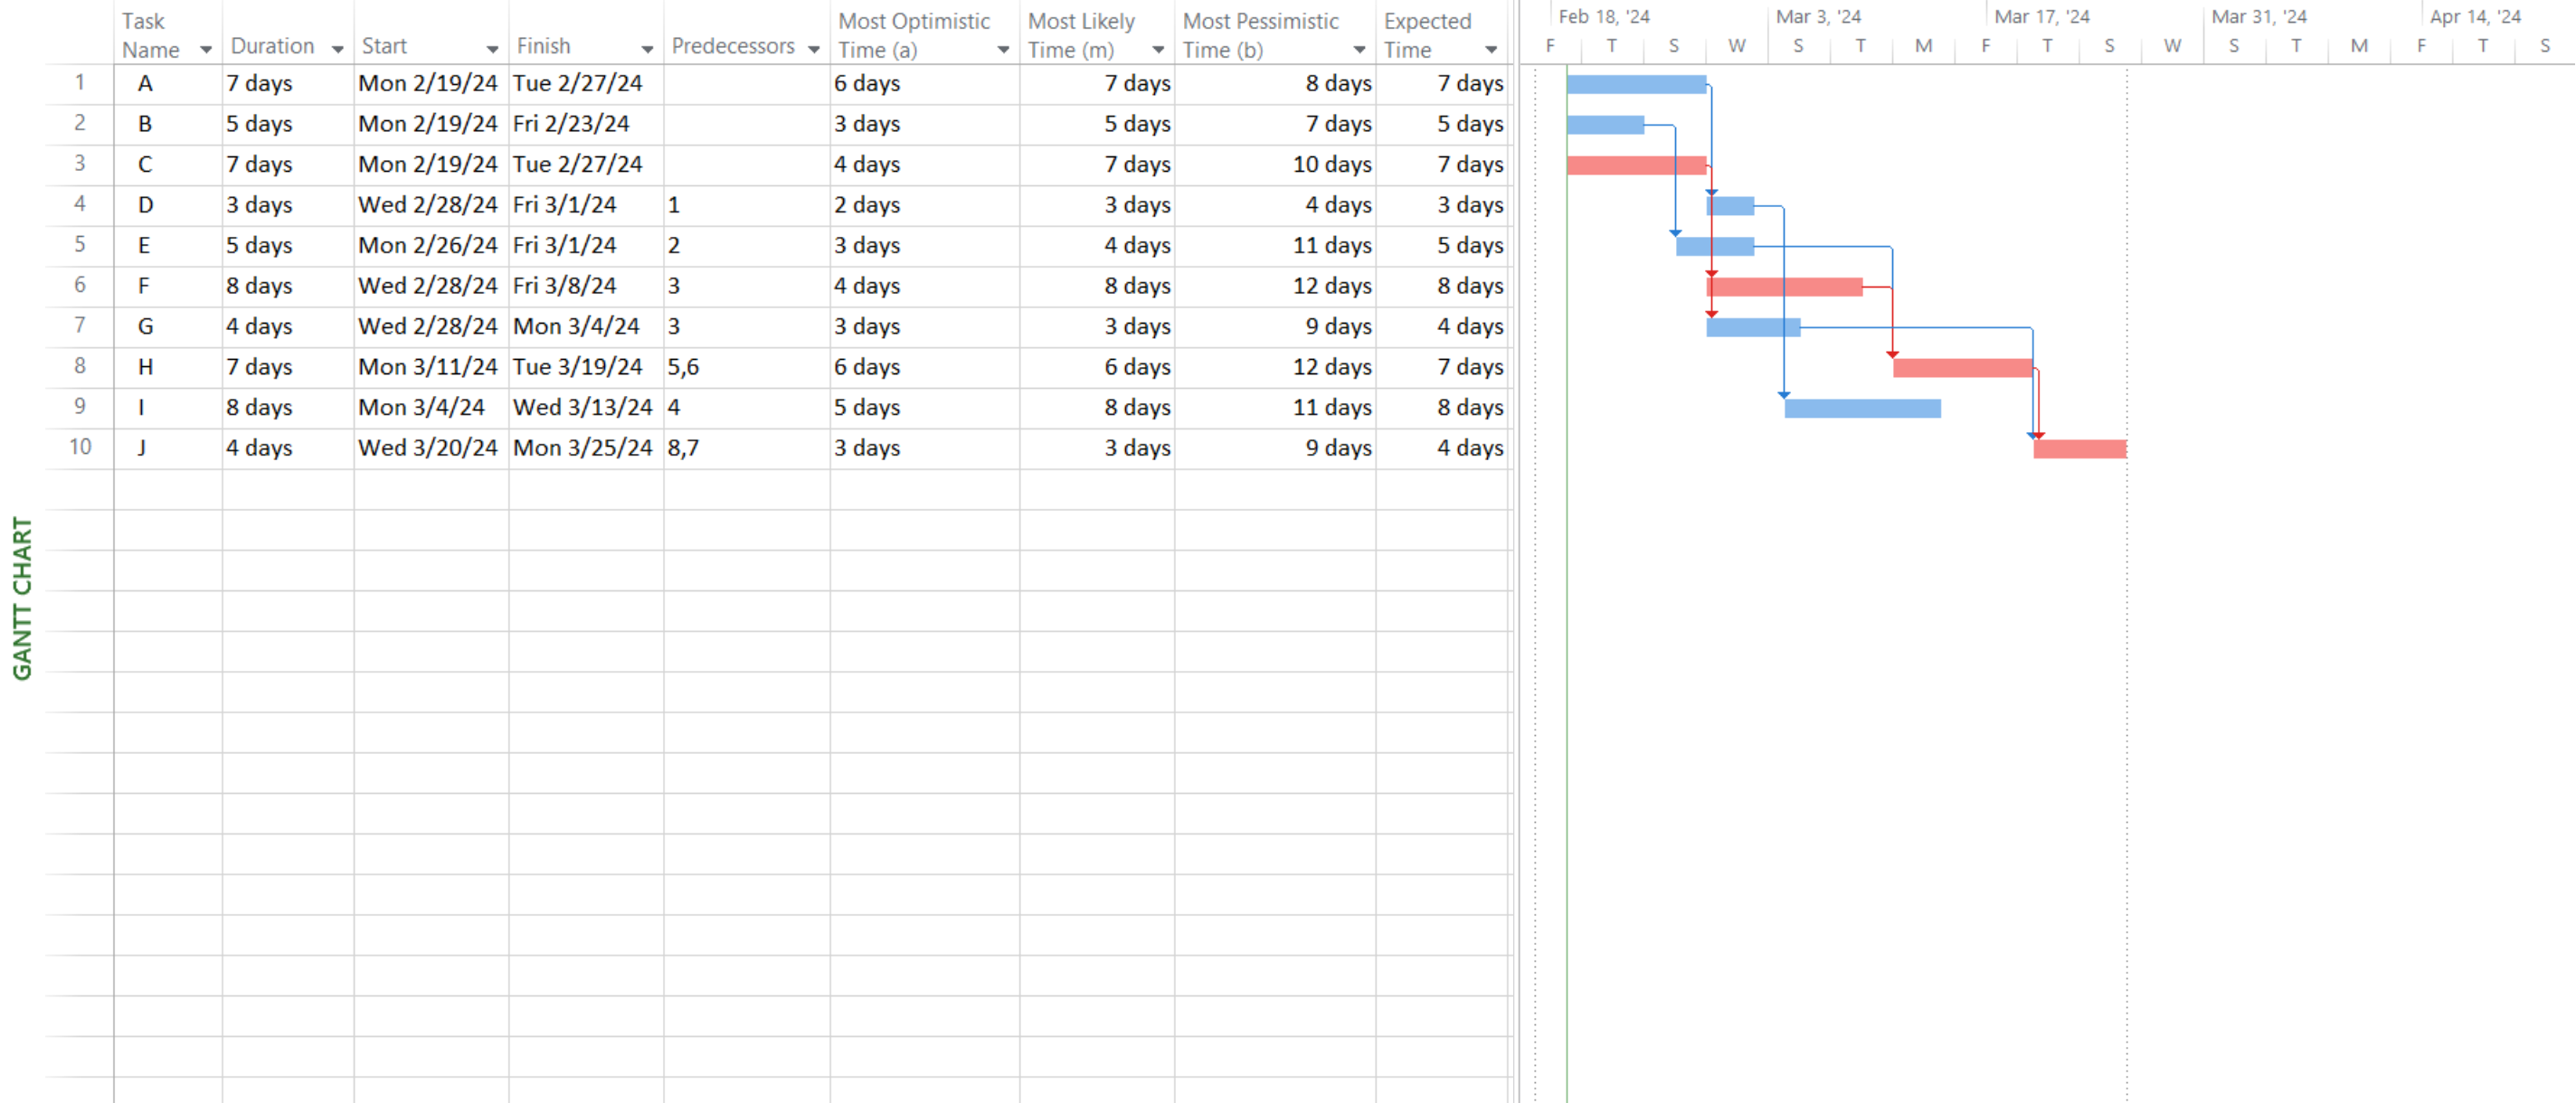 Task Name Duration Start Finish Predecessors Most Optimistic Time (a) Most Likely Time (m) Most Pessimistic Time (b) Expected Time
Feb 18, '24 Mar 3, '24 Mar 17, '24 Mar 31, '24 Apr 14, '24
F T S W S T M F T S W S T M F T S
1 A 7 days Mon 2/19/24 Tue 2/27/24 6 days 7 days 8 days 7 days
2 B 5 days Mon 2/19/24 Fri 2/23/24 3 days 5 days 7 days 5 days
3 C 7 days Mon 2/19/24 Tue 2/27/24 4 days 7 days 10 days 7 days
4 D 3 days Wed 2/28/24 Fri 3/1/24 1 2 days 3 days 4 days 3 days
5 E 5 days Mon 2/26/24 Fri 3/1/24 2 3 days 4 days 11 days 5 days
6 F 8 days Wed 2/28/24 Fri 3/8/24 3 4 days 8 days 12 days 8 days
7 G 4 days Wed 2/28/24 Mon 3/4/24 3 3 days 3 days 9 days 4 days
8 H 7 days Mon 3/11/24 Tue 3/19/24 5,6 6 days 6 days 12 days 7 days
9 I 8 days Mon 3/4/24 Wed 3/13/24 4 5 days 8 days 11 days 8 days
10 J 4 days Wed 3/20/24 Mon 3/25/24 8,7 3 days 3 days 9 days 4 days
GANTT CHART